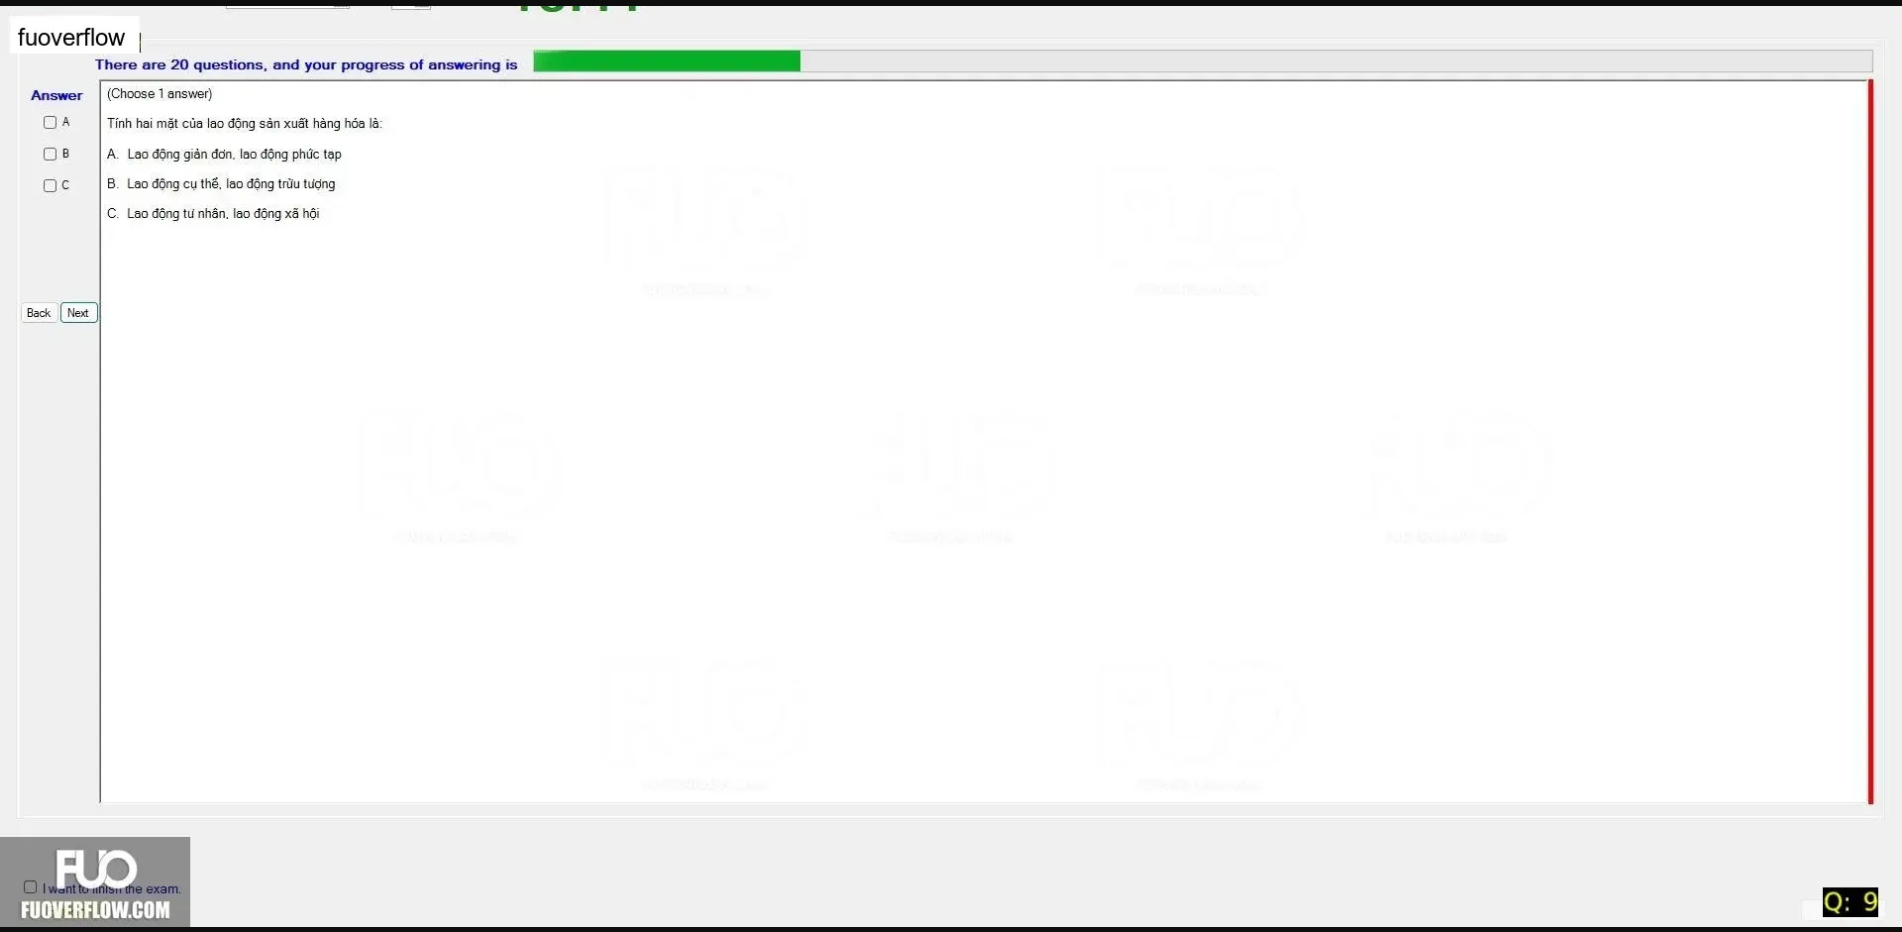 fuoverflow
There are 20 questions, and your progress of answering is
Answer
(Choose 1 answer)
A
Tính hai mặt của lao động sản xuất hàng hóa là:
B
A. Lao động giản đơn, lao động phức tạp
C
B. Lao động cụ thể, lao động trừu tượng
C. Lao động tư nhân, lao động xã hội
Back Next
FUO
I want to finish the exam.
FUOVERFLOW.COM
Q: 9